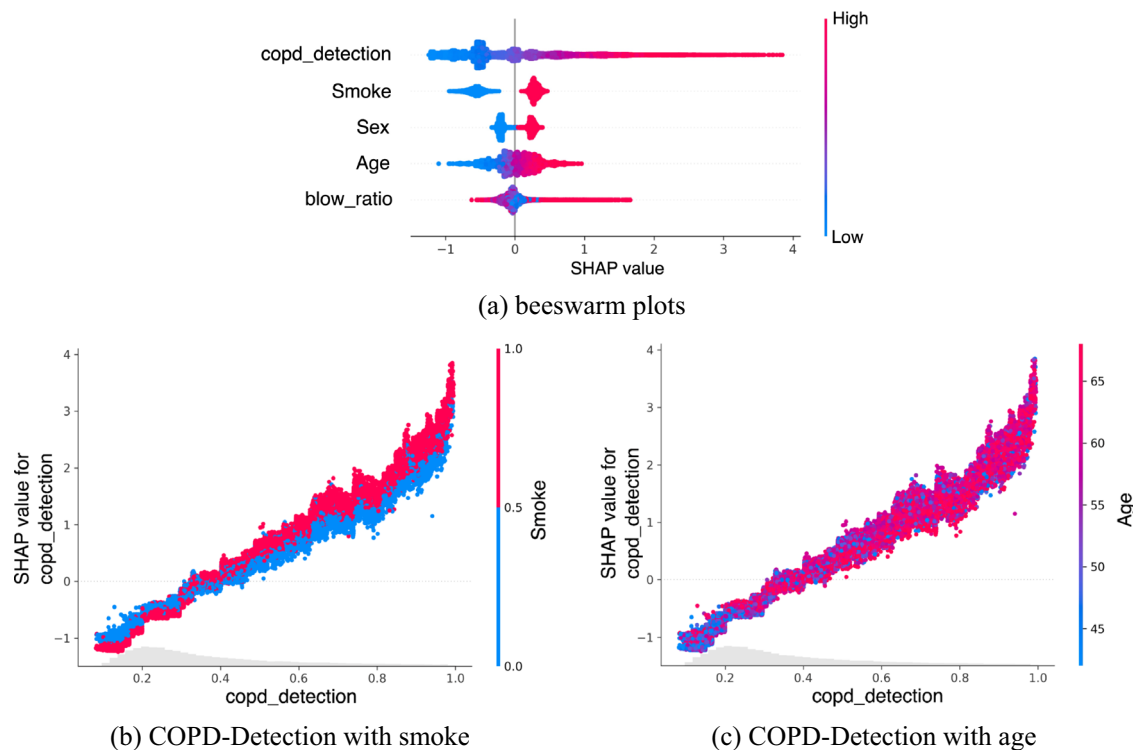 High
copd_detection
Smoke
Sex
Age
blow_ratio
Low
−1 0 1 2 3 4
SHAP value
(a) beeswarm plots
4
3
2
1
0
−1
SHAP value for
copd_detection
0.2 0.4 0.6 0.8 1.0
copd_detection
1.0
0.5
0.0
Smoke
(b) COPD-Detection with smoke
4
3
2
1
0
−1
SHAP value for
copd_detection
0.2 0.4 0.6 0.8 1.0
copd_detection
65
60
55
50
45
Age
(c) COPD-Detection with age